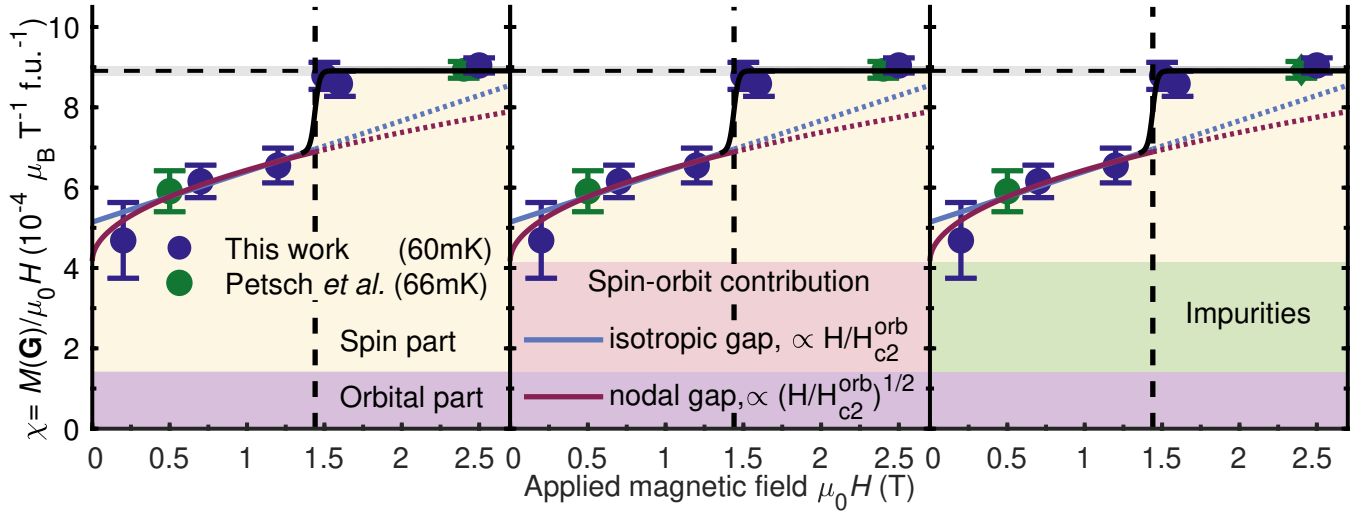 χ= M(G)/μ₀H (10⁻⁴ μ_B T⁻¹ f.u.⁻¹)
10
8
6
4
2
0
This work (60mK)
Petsch et al. (66mK)
Spin part
Orbital part
Spin-orbit contribution
isotropic gap, ∝ H/H_c2^orb
nodal gap,∝ (H/H_c2^orb)^1/2
Impurities
0 0.5 1 1.5 2 2.5
0 0.5 1 1.5 2 2.5
0 0.5 1 1.5 2 2.5
Applied magnetic field μ₀H (T)